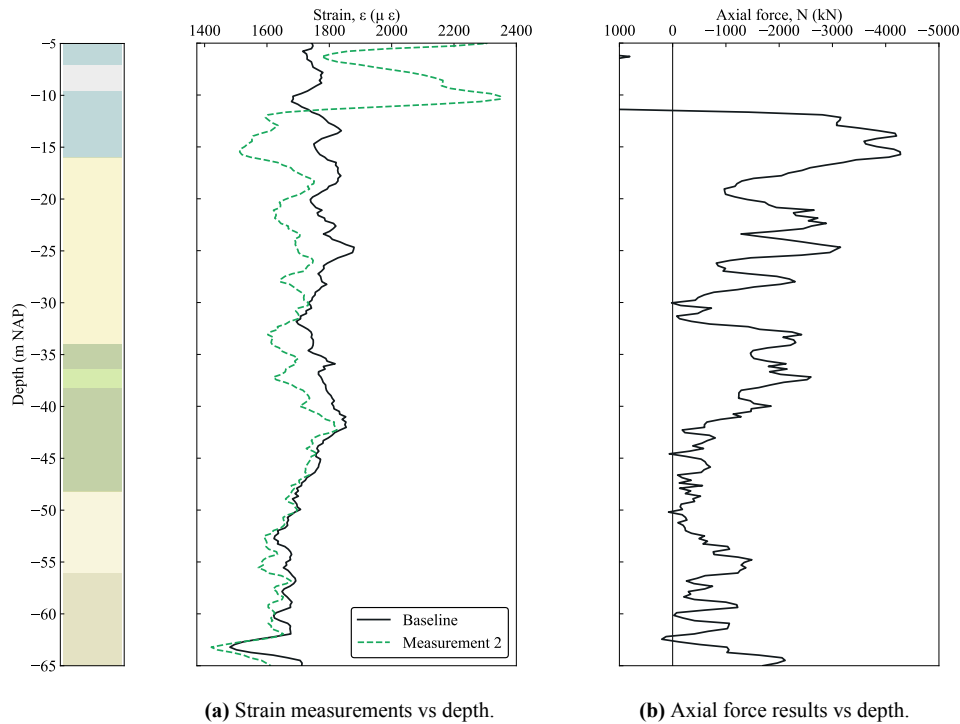 Strain, ε (μ ε)
1400 1600 1800 2000 2200 2400
Axial force, N (kN)
1000 0 −1000 −2000 −3000 −4000 −5000
Depth (m NAP)
−5
−10
−15
−20
−25
−30
−35
−40
−45
−50
−55
−60
−65
Baseline
Measurement 2
(a) Strain measurements vs depth.
(b) Axial force results vs depth.